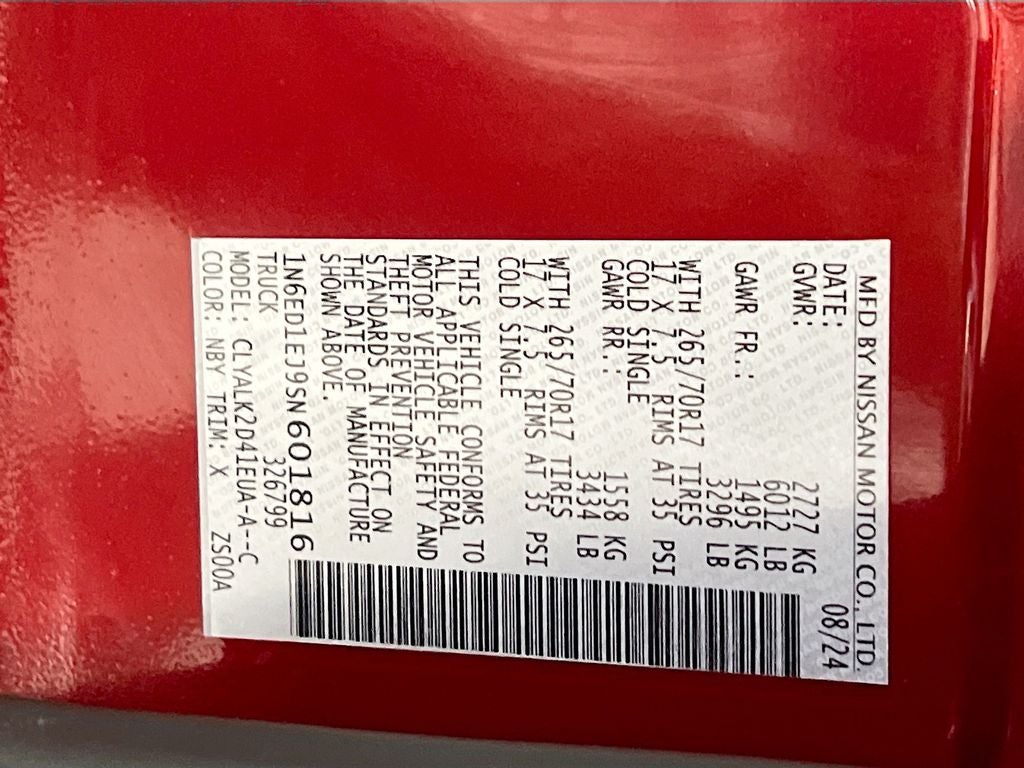 MFD BY NISSAN MOTOR CO., LTD.
DATE: 08/24
GVWR: 2727 KG
6012 LB
GAWR FR.: 1495 KG
3296 LB
WITH 265/70R17 TIRES
17 X 7.5 RIMS AT 35 PSI
COLD SINGLE
GAWR RR.: 1558 KG
3434 LB
WITH 265/70R17 TIRES
17 X 7.5 RIMS AT 35 PSI
COLD SINGLE
THIS VEHICLE CONFORMS TO
ALL APPLICABLE FEDERAL
MOTOR VEHICLE SAFETY AND
THEFT PREVENTION
STANDARDS IN EFFECT ON
THE DATE OF MANUFACTURE
SHOWN ABOVE.
1N6ED1EJ9SN601816
TRUCK 326799
MODEL: CLYALK2D41EUA-A--C
COLOR: NBY TRIM: X ZS00A